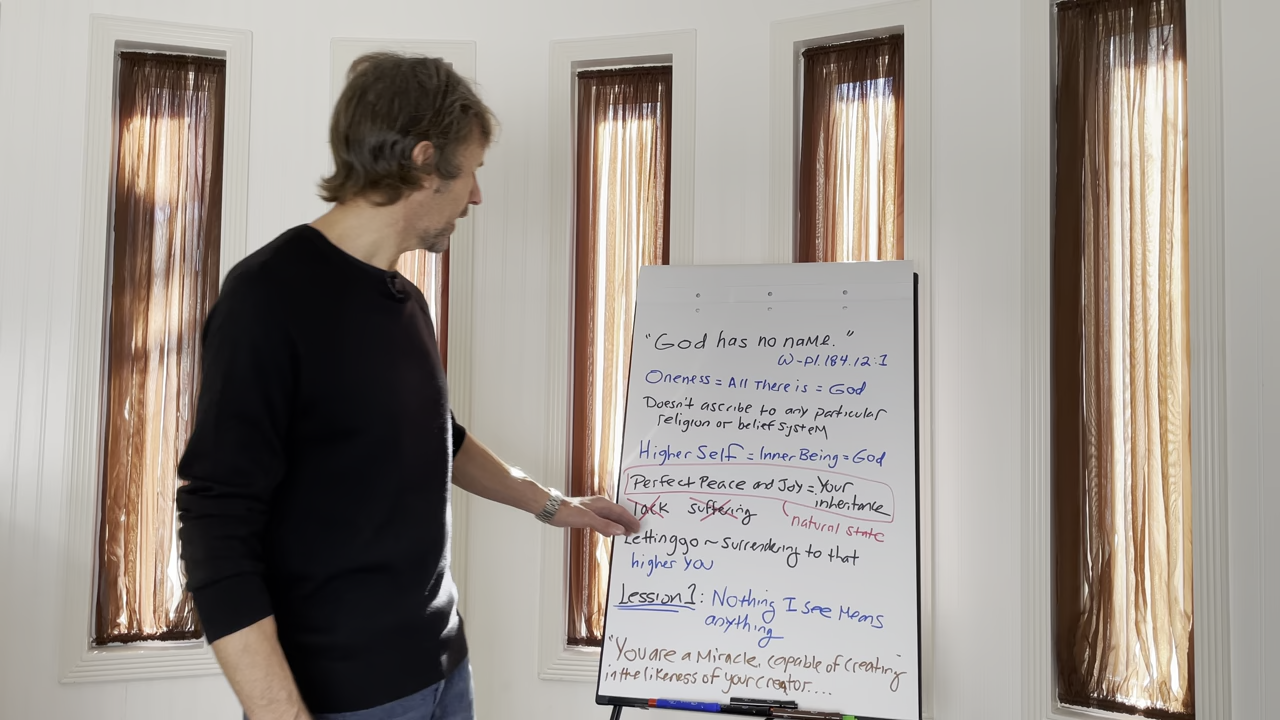 "God has no name."
W-pI.184.12:1
Oneness = All There is = God
Doesn't ascribe to any particular
religion or belief system
Higher Self = Inner Being = God
Perfect Peace and Joy = Your
inheritance
lack suffering
natural state
Letting go ~ Surrendering to that
higher you
Lession 1: Nothing I see Means
anything
"You are a Miracle, capable of creating
in the likeness of your creator....